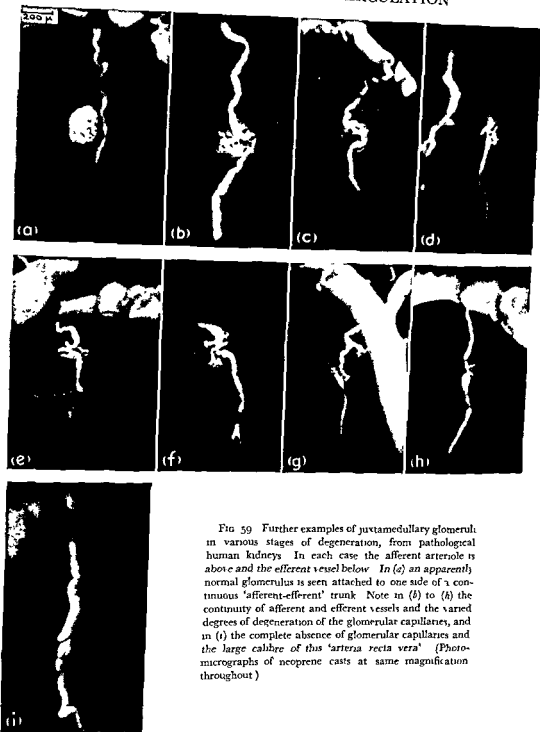 200 μ
(a)
(b)
(c)
(d)
(e)
(f)
(g)
(h)
(i)
FIG 59 Further examples of juxtamedullary glomeruli
in various stages of degeneration, from pathological
human kidneys In each case the afferent arteriole is
above and the efferent vessel below In (a) an apparently
normal glomerulus is seen attached to one side of a con-
tinuous 'afferent-efferent' trunk Note in (b) to (h) the
continuity of afferent and efferent vessels and the varied
degrees of degeneration of the glomerular capillaries, and
in (i) the complete absence of glomerular capillaries and
the large calibre of this 'arteria recta vera' (Photo-
micrographs of neoprene casts at same magnification
throughout )